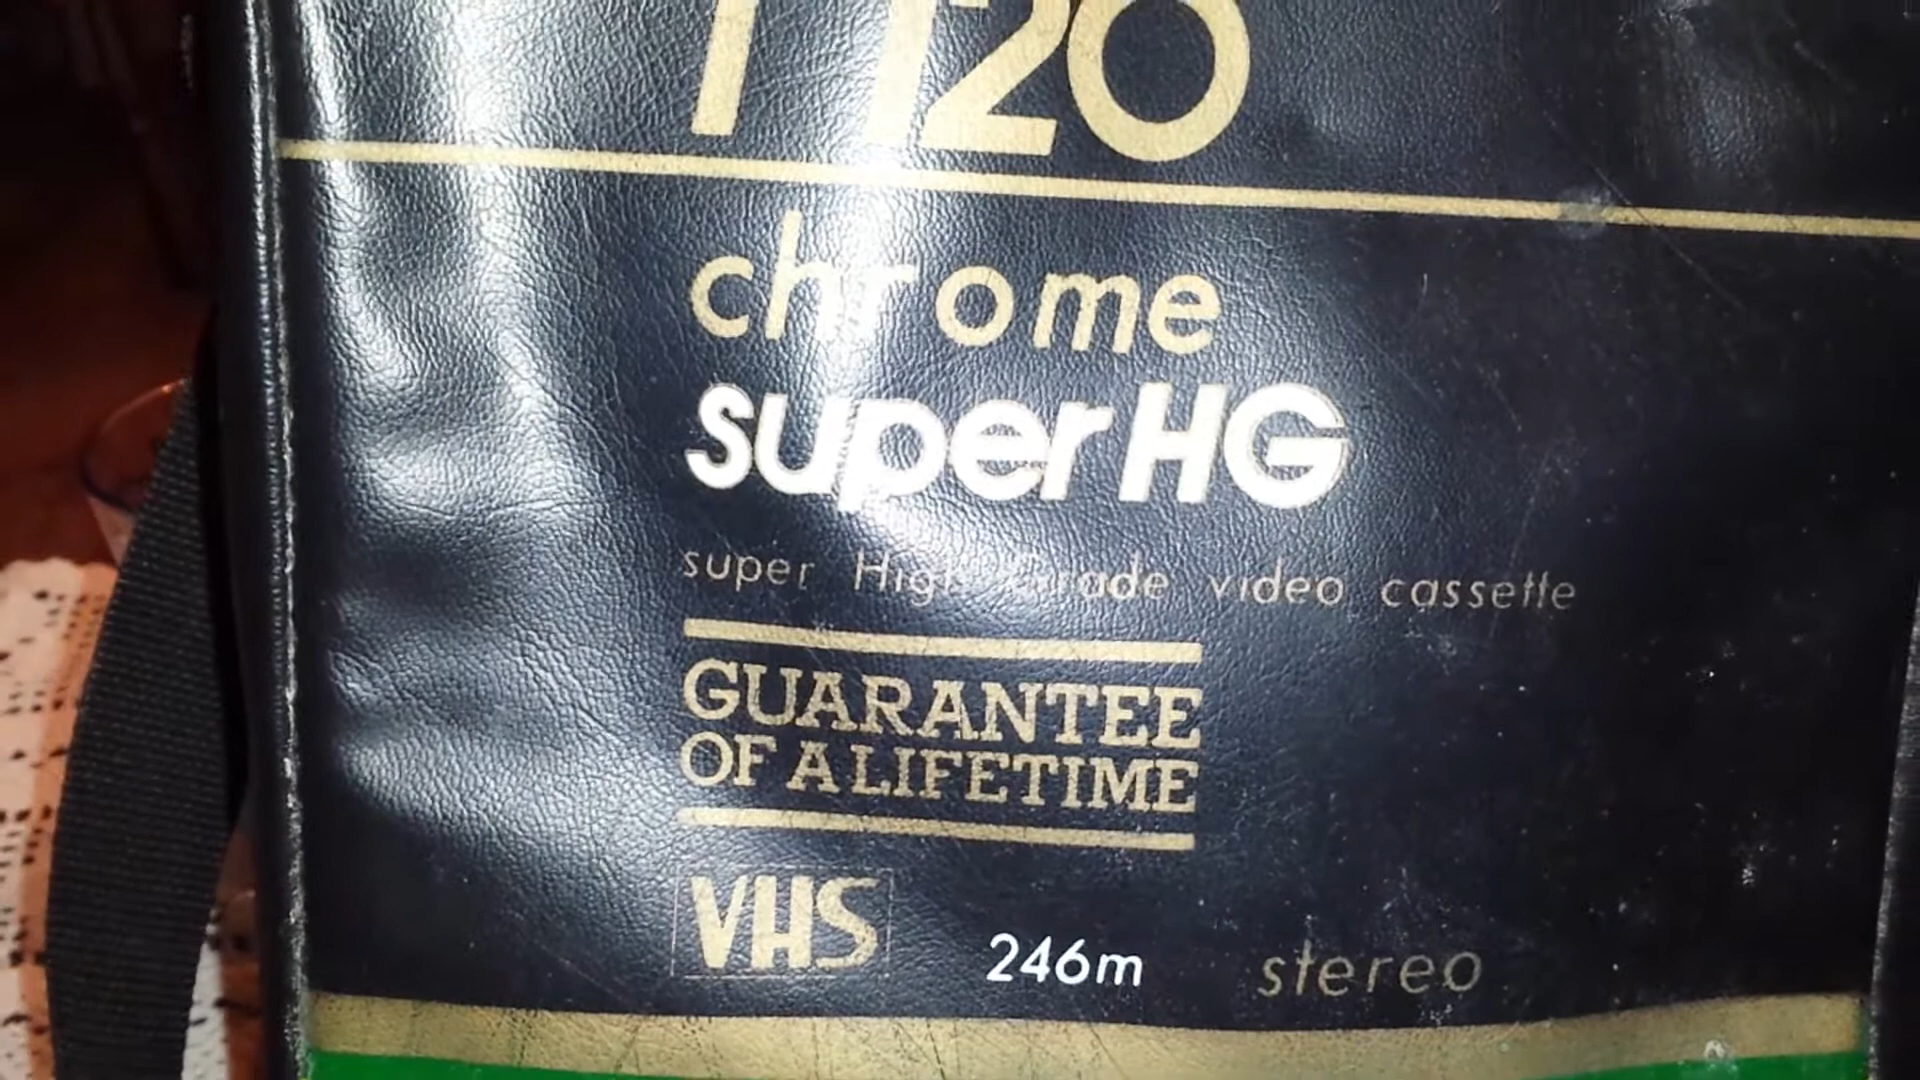 T 120
chrome
super HG
super High Grade video cassette
GUARANTEE
OF A LIFETIME
VHS 246m stereo